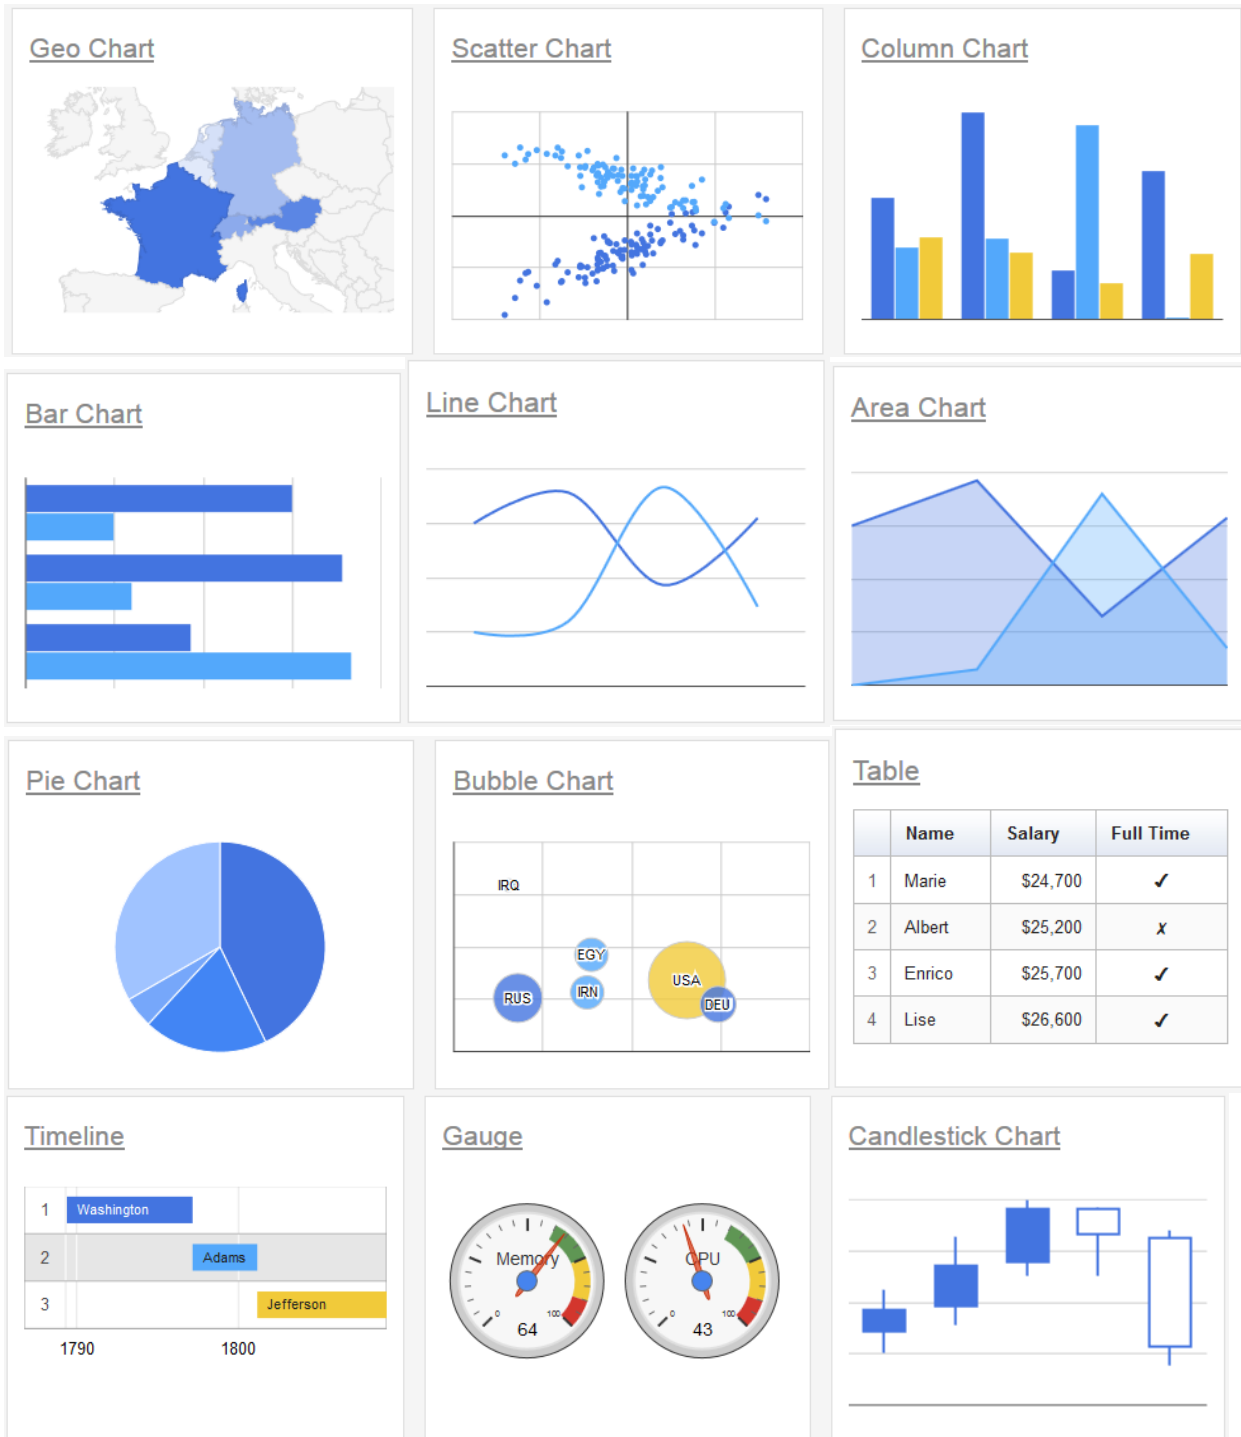 Geo Chart
Scatter Chart
Column Chart
Bar Chart
Line Chart
Area Chart
Pie Chart
Bubble Chart
IRQ
EGY
IRN
RUS
USA
DEU
Table
Name Salary Full Time
1 Marie $24,700 ✔
2 Albert $25,200 ✗
3 Enrico $25,700 ✔
4 Lise $26,600 ✔
Timeline
1 Washington
2 Adams
3 Jefferson
1790 1800
Gauge
Memory
0 100
64
CPU
0 100
43
Candlestick Chart